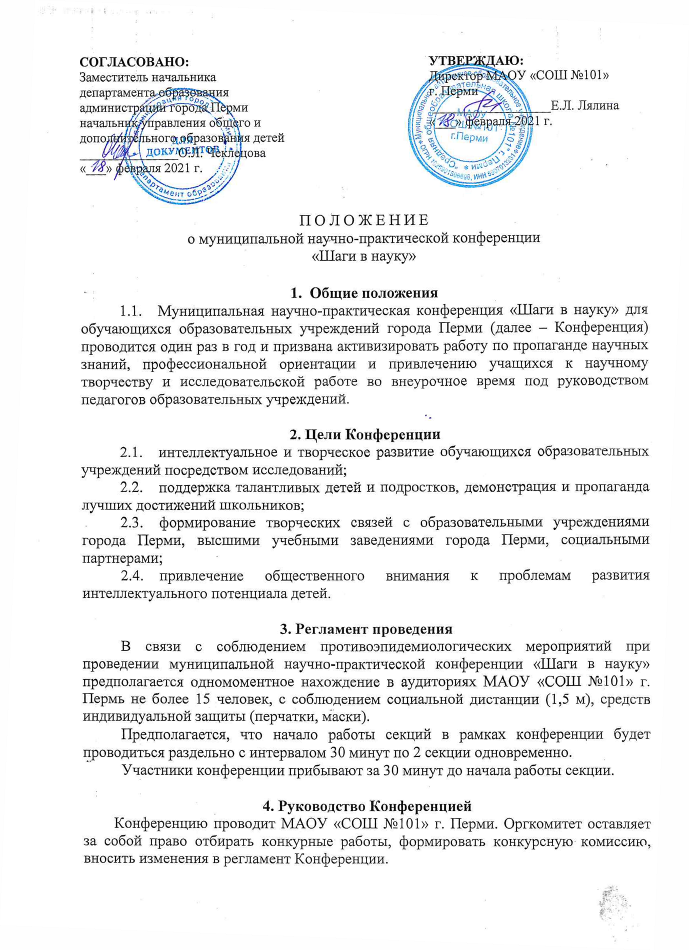 СОГЛАСОВАНО:
Заместитель начальника
департамента образования
администрации города Перми
начальник управления общего и
дополнительного образования детей
О.Л. Чеклецова
«18» февраля 2021 г.
ДЛЯ
ДОКУМЕНТОВ
УТВЕРЖДАЮ:
Директор МАОУ «СОШ №101»
г. Перми
Е.Л. Лялина
«18» февраля 2021 г.
МАОУ
г.Перми
П О Л О Ж Е Н И Е
о муниципальной научно-практической конференции
«Шаги в науку»
1. Общие положения
1.1. Муниципальная научно-практическая конференция «Шаги в науку» для
обучающихся образовательных учреждений города Перми (далее – Конференция)
проводится один раз в год и призвана активизировать работу по пропаганде научных
знаний, профессиональной ориентации и привлечению учащихся к научному
творчеству и исследовательской работе во внеурочное время под руководством
педагогов образовательных учреждений.
2. Цели Конференции
2.1. интеллектуальное и творческое развитие обучающихся образовательных
учреждений посредством исследований;
2.2. поддержка талантливых детей и подростков, демонстрация и пропаганда
лучших достижений школьников;
2.3. формирование творческих связей с образовательными учреждениями
города Перми, высшими учебными заведениями города Перми, социальными
партнерами;
2.4. привлечение общественного внимания к проблемам развития
интеллектуального потенциала детей.
3. Регламент проведения
В связи с соблюдением противоэпидемиологических мероприятий при
проведении муниципальной научно-практической конференции «Шаги в науку»
предполагается одномоментное нахождение в аудиториях МАОУ «СОШ №101» г.
Пермь не более 15 человек, с соблюдением социальной дистанции (1,5 м), средств
индивидуальной защиты (перчатки, маски).
Предполагается, что начало работы секций в рамках конференции будет
проводиться раздельно с интервалом 30 минут по 2 секции одновременно.
Участники конференции прибывают за 30 минут до начала работы секции.
4. Руководство Конференцией
Конференцию проводит МАОУ «СОШ №101» г. Перми. Оргкомитет оставляет
за собой право отбирать конкурные работы, формировать конкурсную комиссию,
вносить изменения в регламент Конференции.